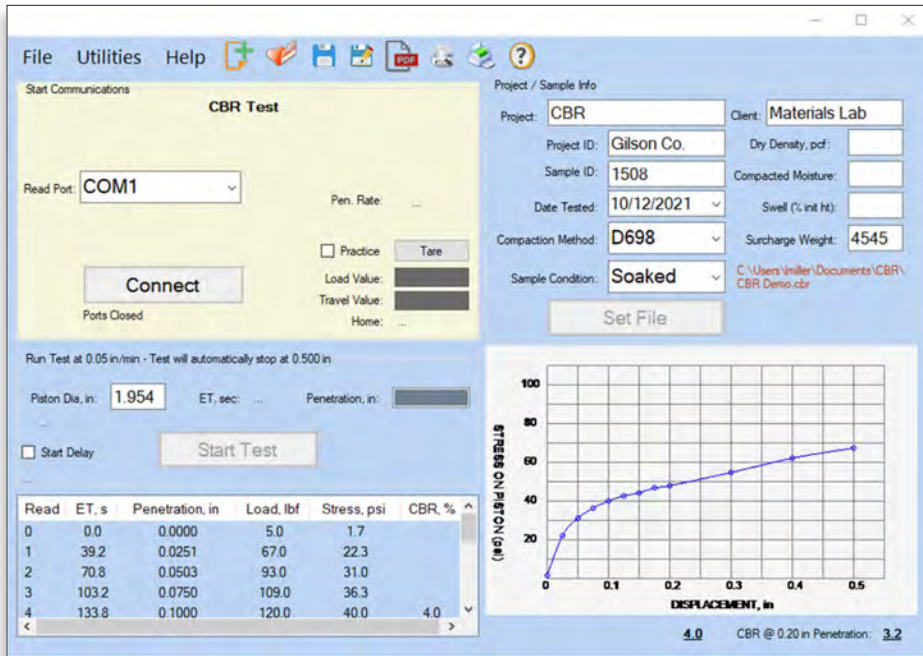 File Utilities Help PDF ?
Start Communications
CBR Test
Read Port: COM1
Pen. Rate: ...
Practice Tare
Connect
Load Value:
Travel Value:
Ports Closed
Home: ...
Project / Sample Info
Project: CBR Client: Materials Lab
Project ID: Gilson Co. Dry Density, pcf:
Sample ID: 1508 Compacted Moisture:
Date Tested: 10/12/2021 Swell (% init ht):
Compaction Method: D698 Surcharge Weight: 4545
Sample Condition: Soaked C:\Users\lmiller\Documents\CBR\
CBR Demo.cbr
Set File
Run Test at 0.05 in/min - Test will automatically stop at 0.500 in
Piston Dia, in: 1.954 ET, sec: ... Penetration, in:
...
Start Delay Start Test
...
Read ET, s Penetration, in Load, lbf Stress, psi CBR, %
0 0.0 0.0000 5.0 1.7
1 39.2 0.0251 67.0 22.3
2 70.8 0.0503 93.0 31.0
3 103.2 0.0750 109.0 36.3
4 133.8 0.1000 120.0 40.0 4.0
STRESS ON PISTON (psi)
100
80
60
40
20
0 0.1 0.2 0.3 0.4 0.5
DISPLACEMENT, in
4.0 CBR @ 0.20 in Penetration: 3.2